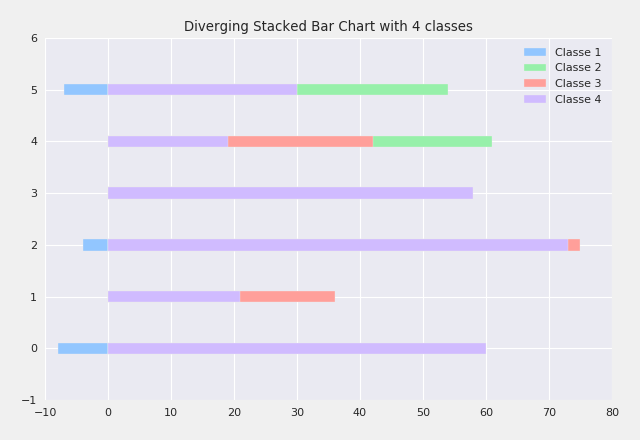 Diverging Stacked Bar Chart with 4 classes
6
5
4
3
2
1
0
−1
−10 0 10 20 30 40 50 60 70 80
Classe 1
Classe 2
Classe 3
Classe 4